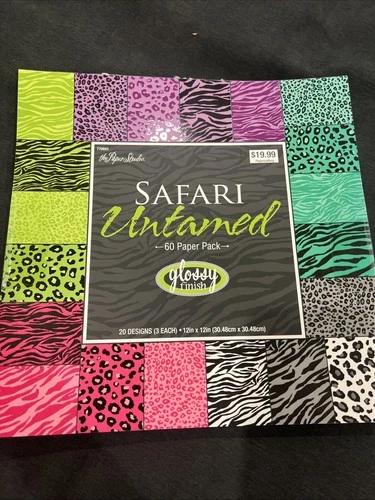 770693
the Paper Studio
$19.99
SAFARI
Untamed
60 Paper Pack
glossy
finish
20 DESIGNS (3 EACH) • 12in x 12in (30.48cm x 30.48cm)